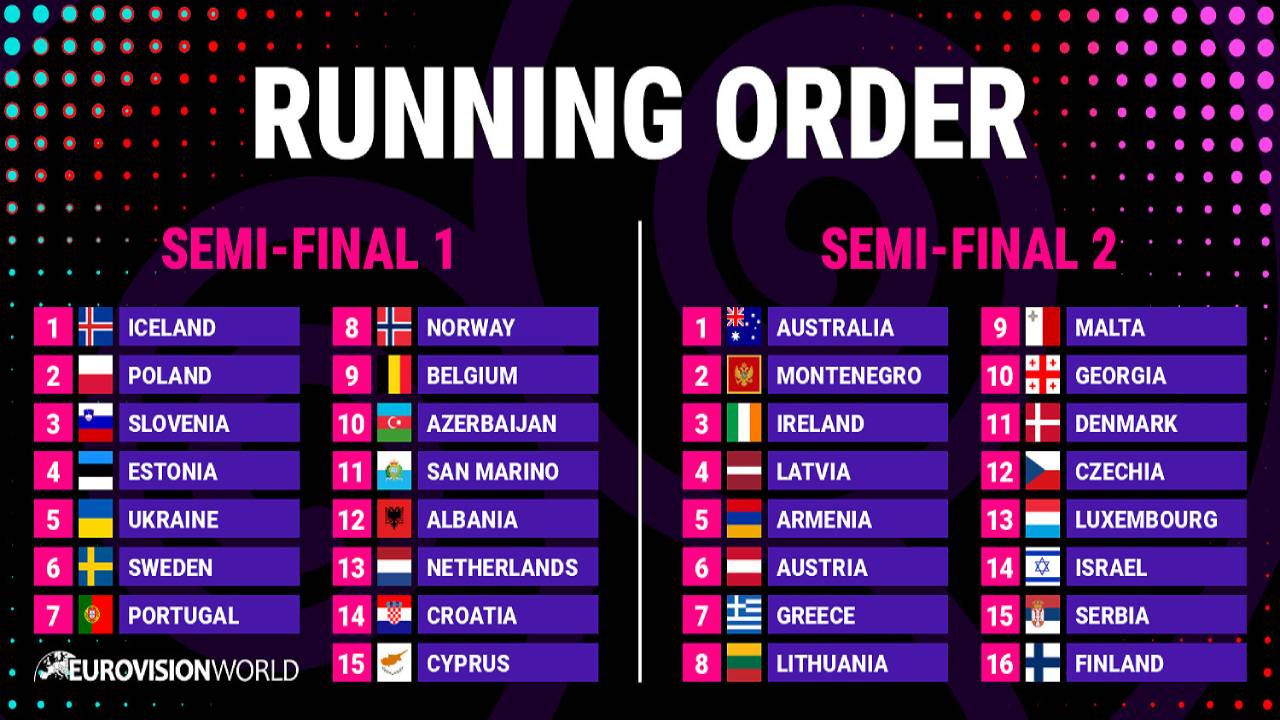 RUNNING ORDER
SEMI-FINAL 1
1 ICELAND
2 POLAND
3 SLOVENIA
4 ESTONIA
5 UKRAINE
6 SWEDEN
7 PORTUGAL
8 NORWAY
9 BELGIUM
10 AZERBAIJAN
11 SAN MARINO
12 ALBANIA
13 NETHERLANDS
14 CROATIA
15 CYPRUS
SEMI-FINAL 2
1 AUSTRALIA
2 MONTENEGRO
3 IRELAND
4 LATVIA
5 ARMENIA
6 AUSTRIA
7 GREECE
8 LITHUANIA
9 MALTA
10 GEORGIA
11 DENMARK
12 CZECHIA
13 LUXEMBOURG
14 ISRAEL
15 SERBIA
16 FINLAND
EUROVISIONWORLD